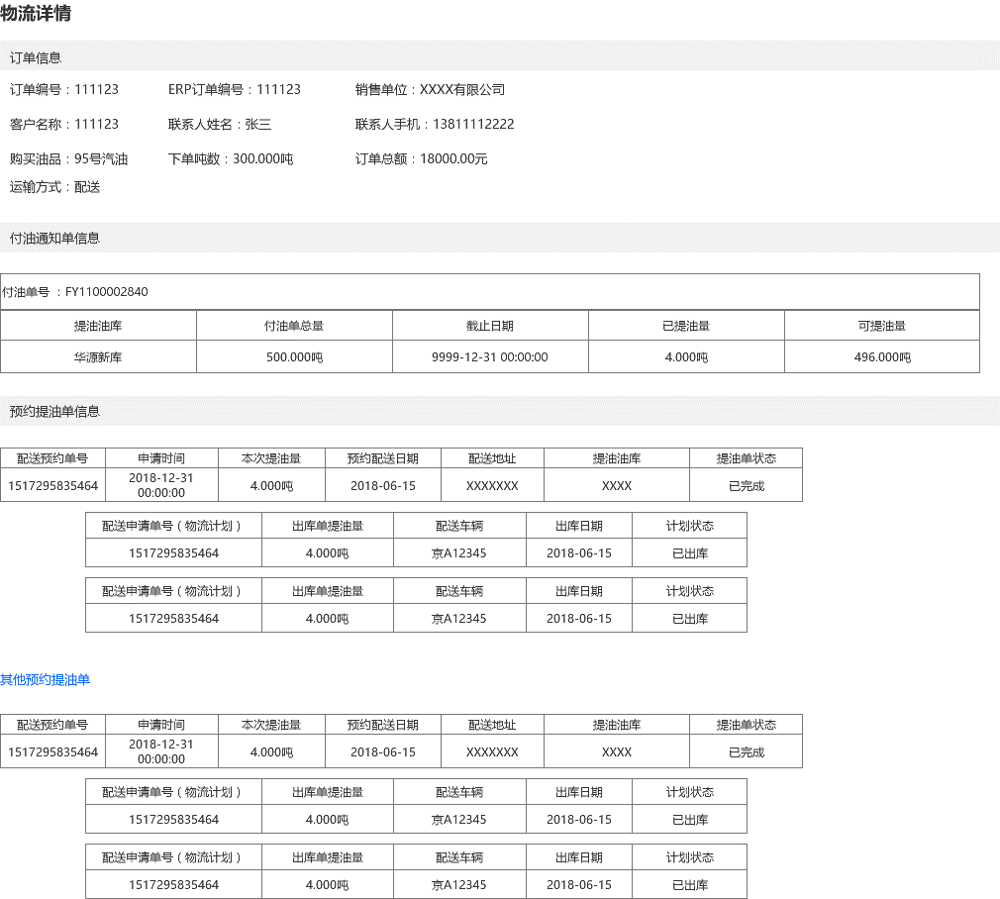 物流详情
订单信息
订单编号：111123 ERP订单编号：111123 销售单位：XXXX有限公司
客户名称：111123 联系人姓名：张三 联系人手机：13811112222
购买油品：95号汽油 下单吨数：300.000吨 订单总额：18000.00元
运输方式：配送
付油通知单信息
付油单号 ：FY1100002840
提油油库 付油单总量 截止日期 已提油量 可提油量
华源新库 500.000吨 9999-12-31 00:00:00 4.000吨 496.000吨
预约提油单信息
配送预约单号 申请时间 本次提油量 预约配送日期 配送地址 提油油库 提油单状态
1517295835464 2018-12-31 00:00:00 4.000吨 2018-06-15 XXXXXXX XXXX 已完成
配送申请单号（物流计划） 出库单提油量 配送车辆 出库日期 计划状态
1517295835464 4.000吨 京A12345 2018-06-15 已出库
配送申请单号（物流计划） 出库单提油量 配送车辆 出库日期 计划状态
1517295835464 4.000吨 京A12345 2018-06-15 已出库
其他预约提油单
配送预约单号 申请时间 本次提油量 预约配送日期 配送地址 提油油库 提油单状态
1517295835464 2018-12-31 00:00:00 4.000吨 2018-06-15 XXXXXXX XXXX 已完成
配送申请单号（物流计划） 出库单提油量 配送车辆 出库日期 计划状态
1517295835464 4.000吨 京A12345 2018-06-15 已出库
配送申请单号（物流计划） 出库单提油量 配送车辆 出库日期 计划状态
1517295835464 4.000吨 京A12345 2018-06-15 已出库